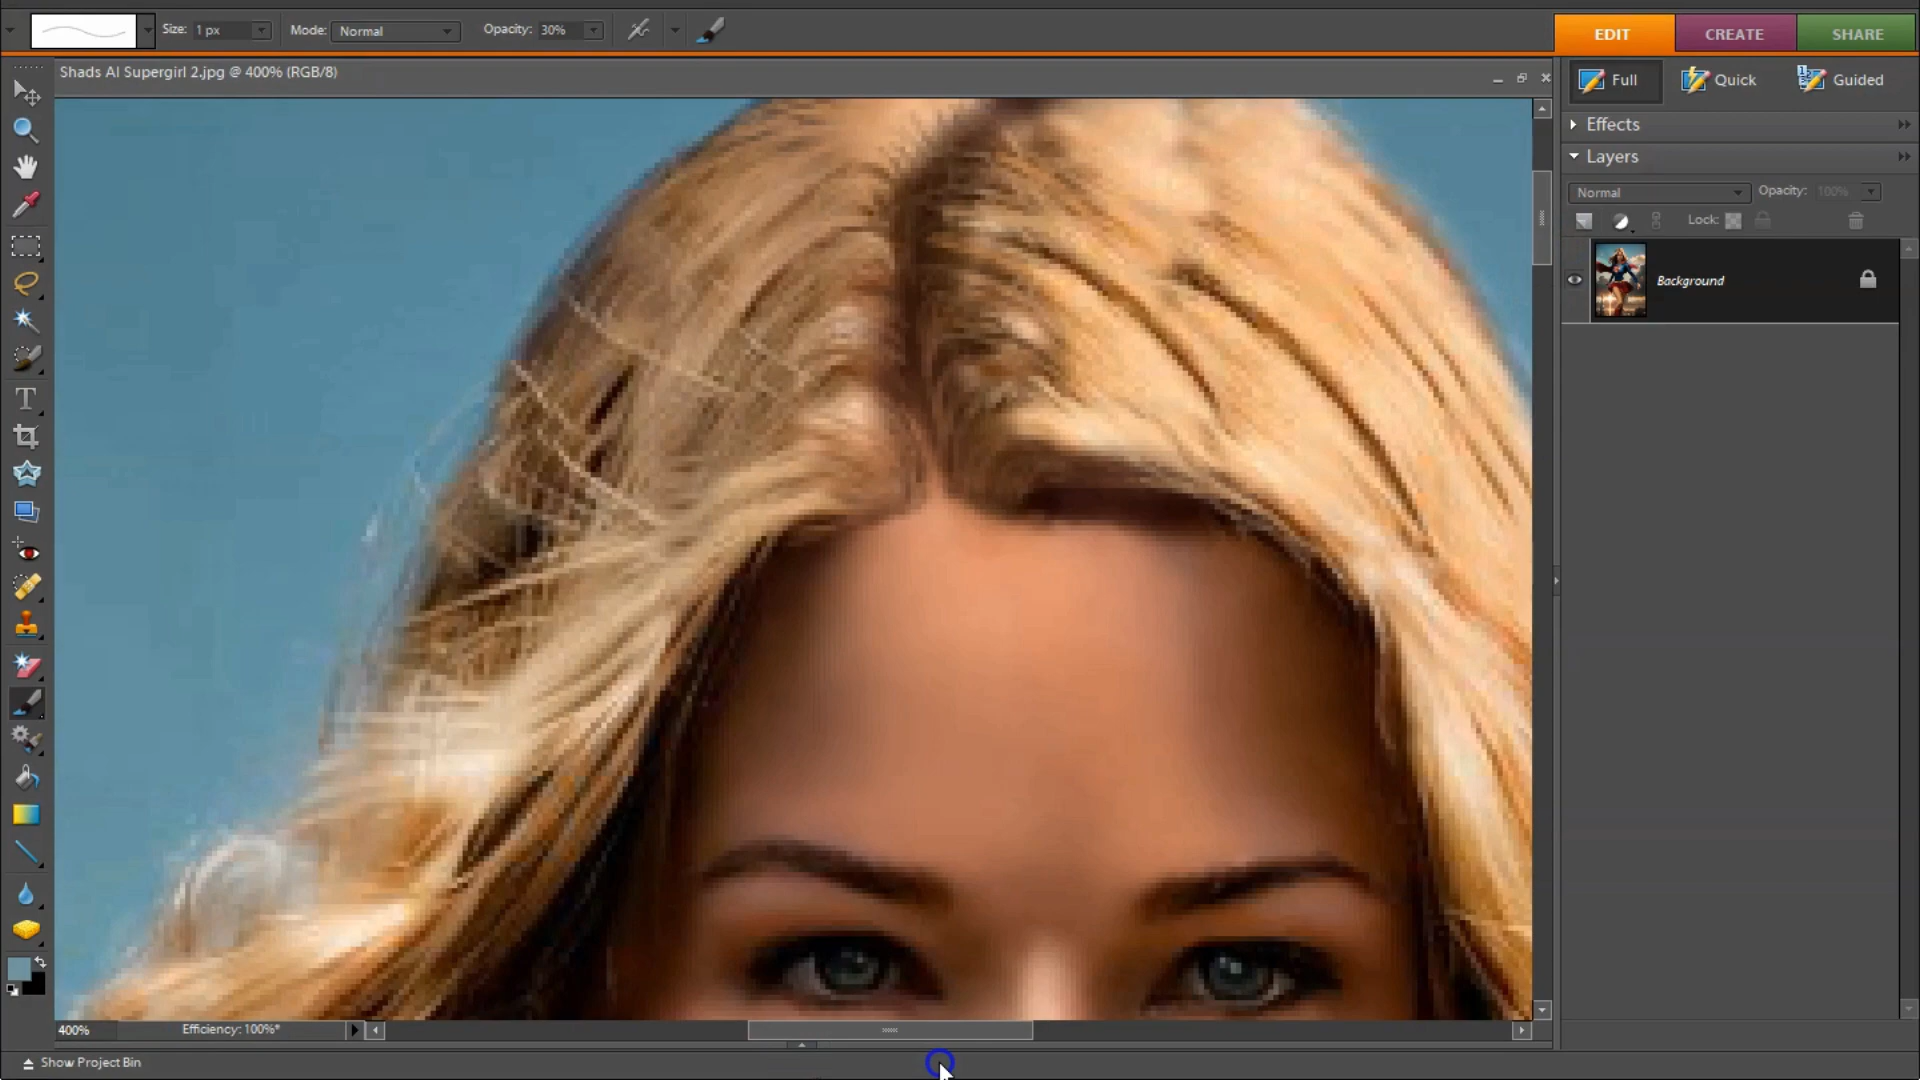 Size: 1 px Mode: Normal Opacity: 30%
EDIT CREATE SHARE
Shads AI Supergirl 2.jpg @ 400% (RGB/8)
Full Quick Guided
Effects
Layers
Normal Opacity: 100%
Lock:
Background
400% Efficiency: 100%*
Show Project Bin